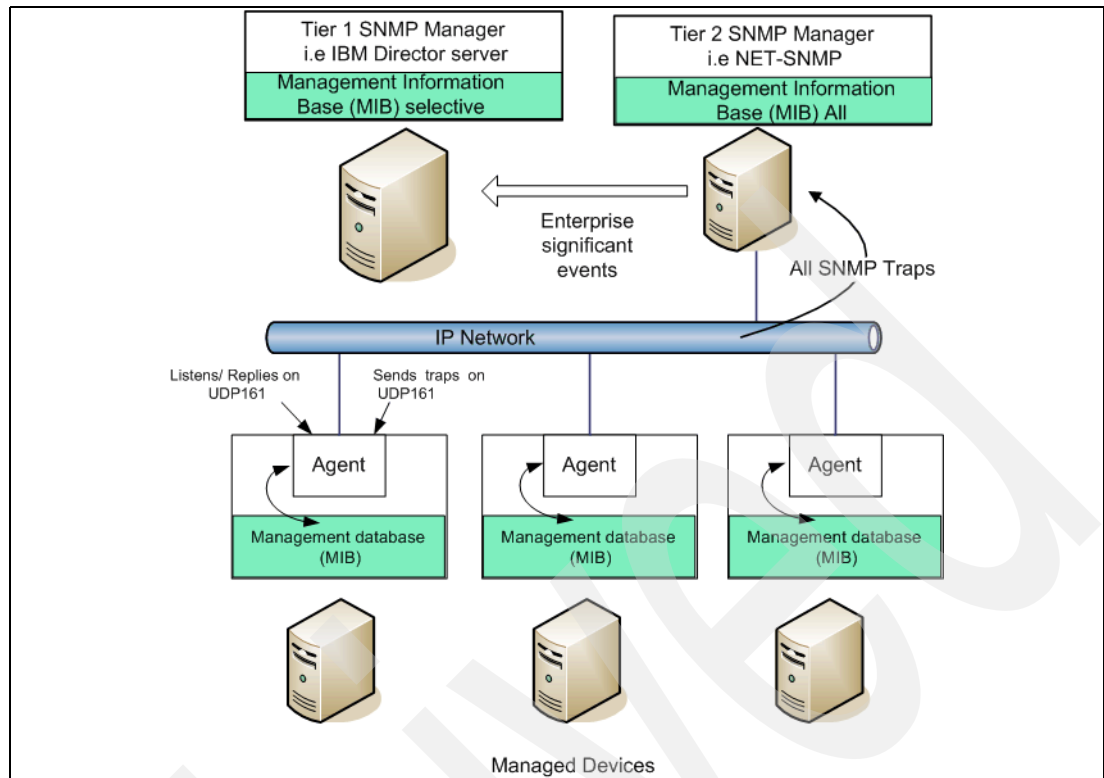 Tier 1 SNMP Manager
i.e IBM Director server
Management Information
Base (MIB) selective
Tier 2 SNMP Manager
i.e NET-SNMP
Management Information
Base (MIB) All
Enterprise
significant
events
All SNMP Traps
IP Network
Listens/ Replies on
UDP161
Sends traps on
UDP161
Agent
Agent
Agent
Management database
(MIB)
Management database
(MIB)
Management database
(MIB)
Managed Devices